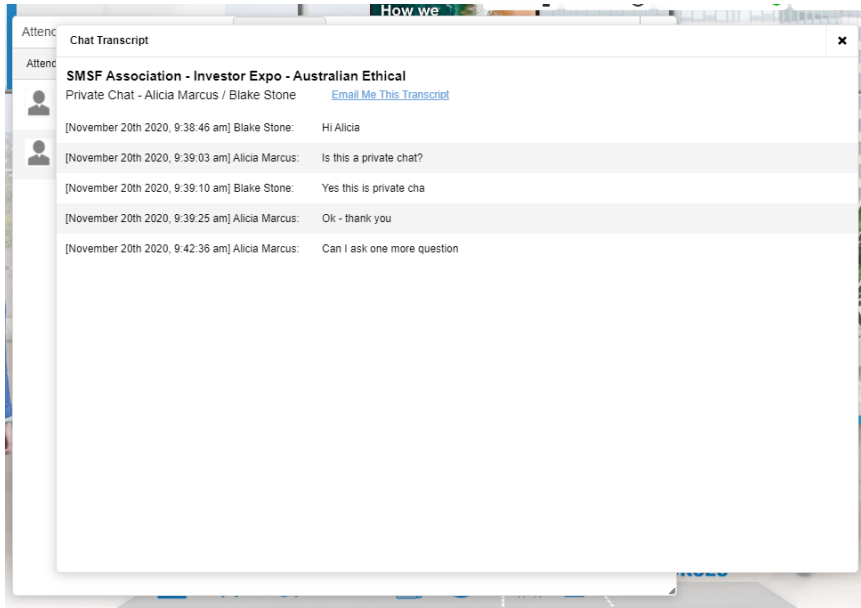 How we
Attend
Chat Transcript
Attend
SMSF Association - Investor Expo - Australian Ethical
Private Chat - Alicia Marcus / Blake Stone Email Me This Transcript
[November 20th 2020, 9:38:46 am] Blake Stone: Hi Alicia
[November 20th 2020, 9:39:03 am] Alicia Marcus: Is this a private chat?
[November 20th 2020, 9:39:10 am] Blake Stone: Yes this is private cha
[November 20th 2020, 9:39:25 am] Alicia Marcus: Ok - thank you
[November 20th 2020, 9:42:36 am] Alicia Marcus: Can I ask one more question